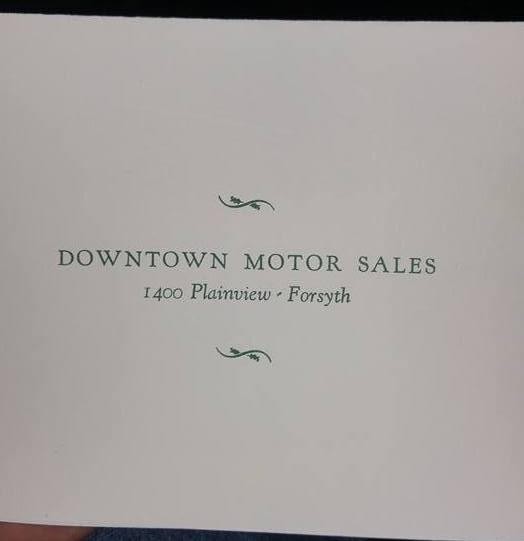 DOWNTOWN MOTOR SALES
1400 Plainview · Forsyth